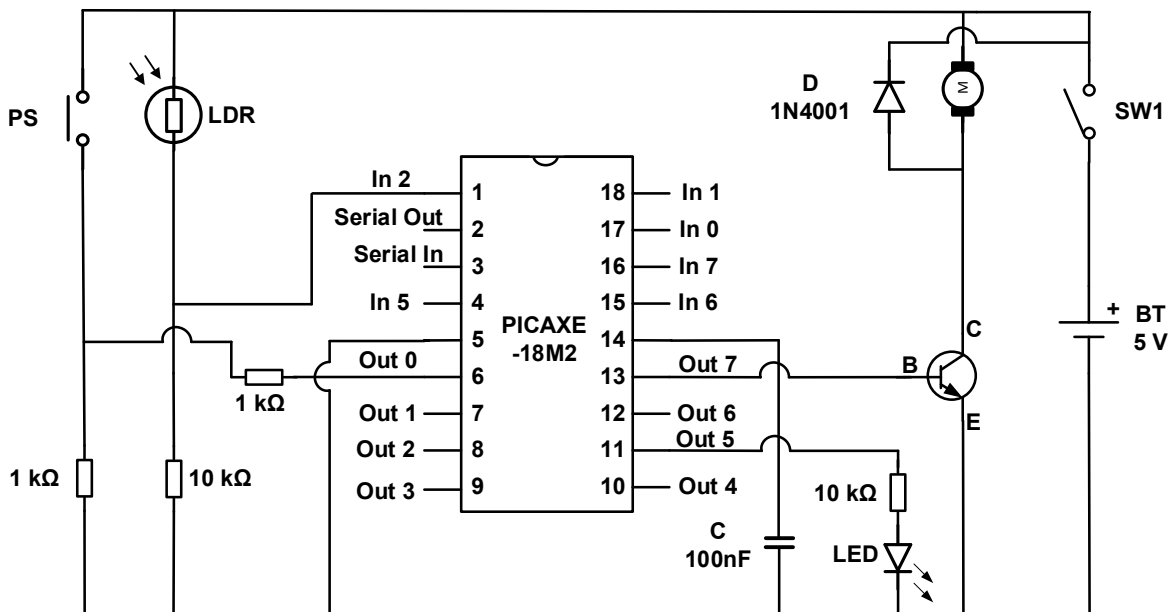 PS
LDR
D
1N4001
M
SW1
In 2
Serial Out
Serial In
In 5
Out 0
1 kΩ
Out 1
Out 2
Out 3
1 kΩ
10 kΩ
1
2
3
4
5
6
7
8
9
PICAXE
-18M2
18
17
16
15
14
13
12
11
10
In 1
In 0
In 7
In 6
Out 7
Out 6
Out 5
Out 4
C
B
E
+
BT
5 V
10 kΩ
C
100nF
LED